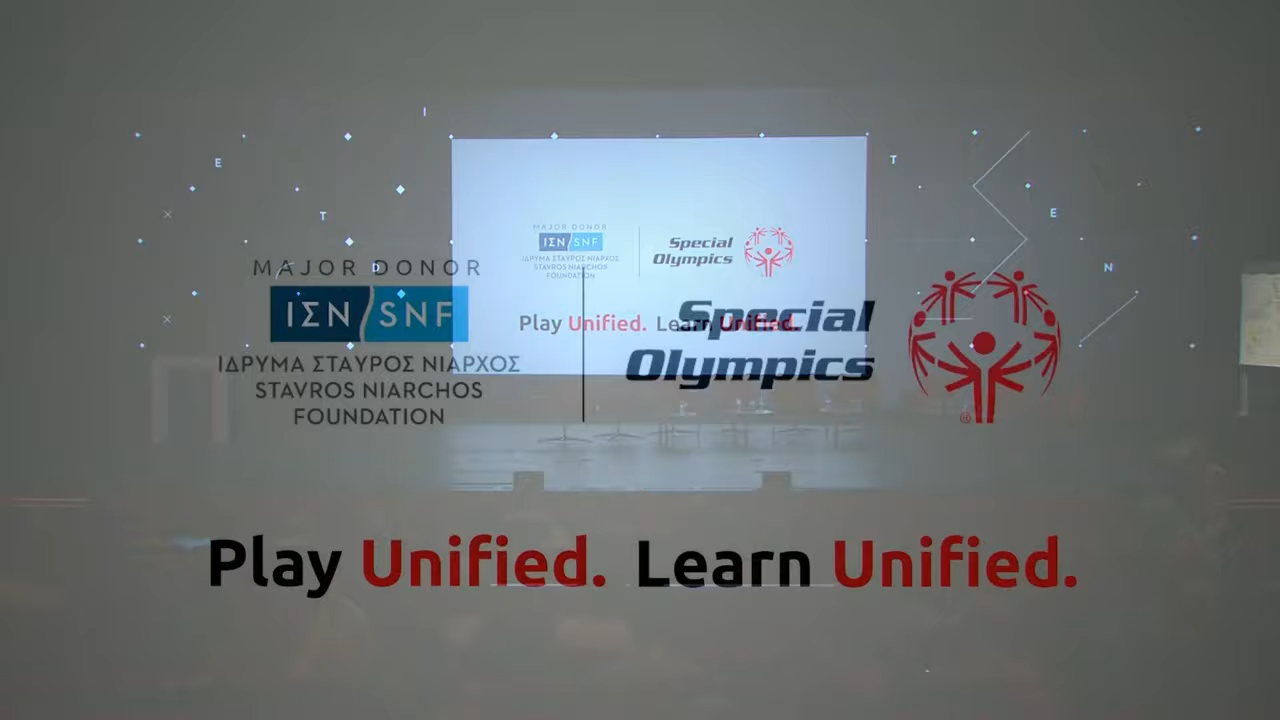 MAJOR DONOR
ΙΣΝ/SNF
ΙΔΡΥΜΑ ΣΤΑΥΡΟΣ ΝΙΑΡΧΟΣ
STAVROS NIARCHOS
FOUNDATION
Special
Olympics
Play Unified. Learn Unified.
MAJOR DONOR
ΙΣΝ SNF
ΙΔΡΥΜΑ ΣΤΑΥΡΟΣ ΝΙΑΡΧΟΣ
STAVROS NIARCHOS
FOUNDATION
Special
Olympics
Play Unified. Learn Unified.
I
E
T
T
E
D
N